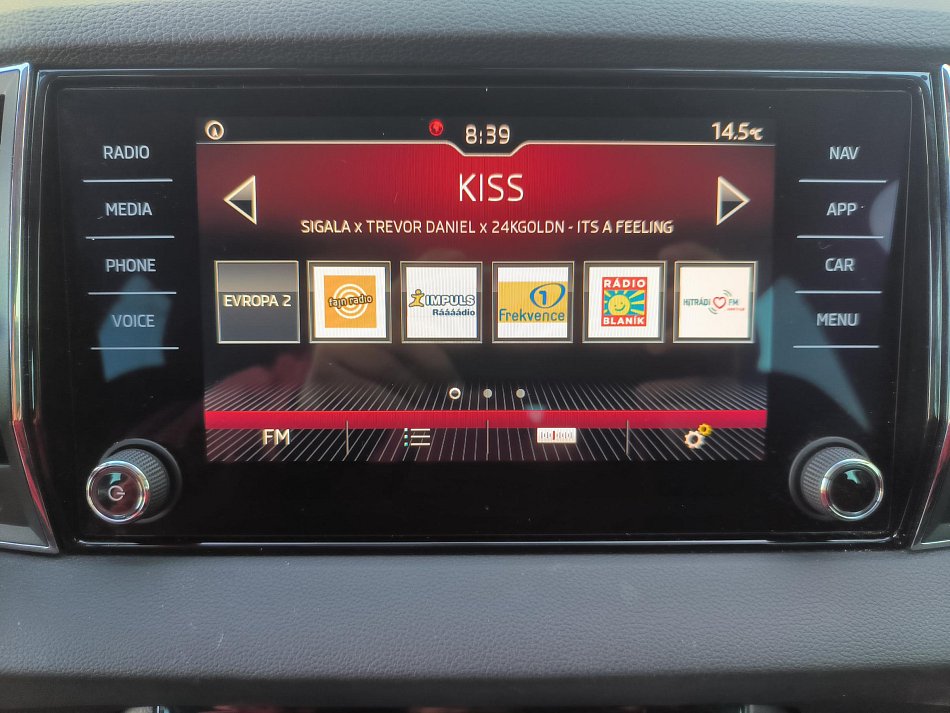 8:39
14.5°C
RADIO
MEDIA
PHONE
VOICE
KISS
SIGALA x TREVOR DANIEL x 24KGOLDN - ITS A FEELING
EVROPA 2
fajn radio
IMPULS
Ráááádio
1
Frekvence
RÁDIO
BLANÍK
HITRÁDIO FM
FM
NAV
APP
CAR
MENU